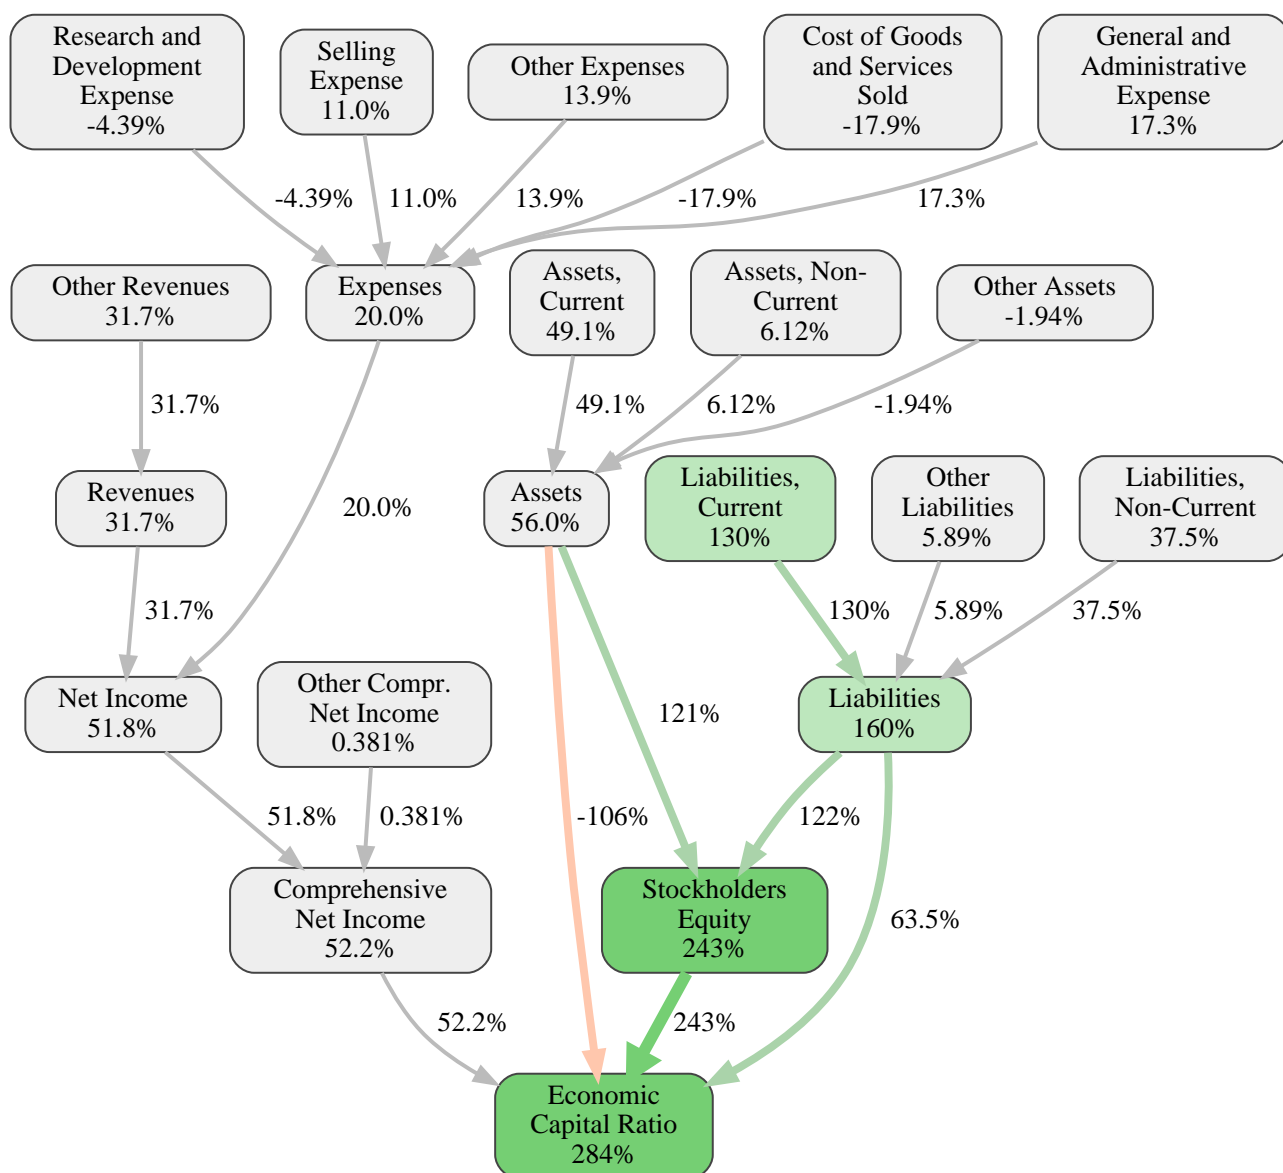 Research and
Development
Expense
-4.39%
Selling
Expense
11.0%
Other Expenses
13.9%
Cost of Goods
and Services
Sold
-17.9%
General and
Administrative
Expense
17.3%
-4.39%
11.0%
13.9%
-17.9%
17.3%
Other Revenues
31.7%
Expenses
20.0%
Assets,
Current
49.1%
Assets, Non-
Current
6.12%
Other Assets
-1.94%
31.7%
49.1%
6.12%
-1.94%
Revenues
31.7%
20.0%
Assets
56.0%
Liabilities,
Current
130%
Other
Liabilities
5.89%
Liabilities,
Non-Current
37.5%
31.7%
130%
5.89%
37.5%
Net Income
51.8%
Other Compr.
Net Income
0.381%
121%
Liabilities
160%
51.8%
0.381%
-106%
122%
Comprehensive
Net Income
52.2%
Stockholders
Equity
243%
63.5%
52.2%
243%
Economic
Capital Ratio
284%